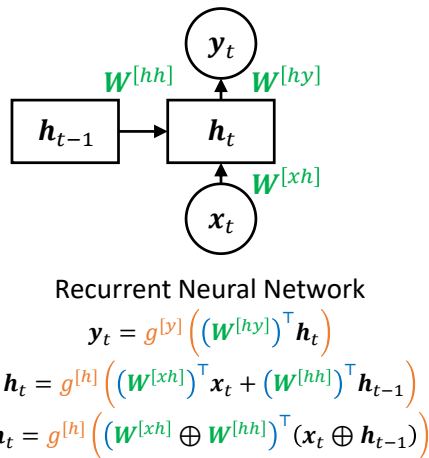 y_t
W^{[hh]} W^{[hy]}
h_{t−1} h_t
W^{[xh]}
x_t
Recurrent Neural Network
y_t = g^{[y]}((W^{[hy]})^⊤ h_t)
h_t = g^{[h]}((W^{[xh]})^⊤ x_t + (W^{[hh]})^⊤ h_{t−1})
h_t = g^{[h]}((W^{[xh]} ⊕ W^{[hh]})^⊤ (x_t ⊕ h_{t−1}))